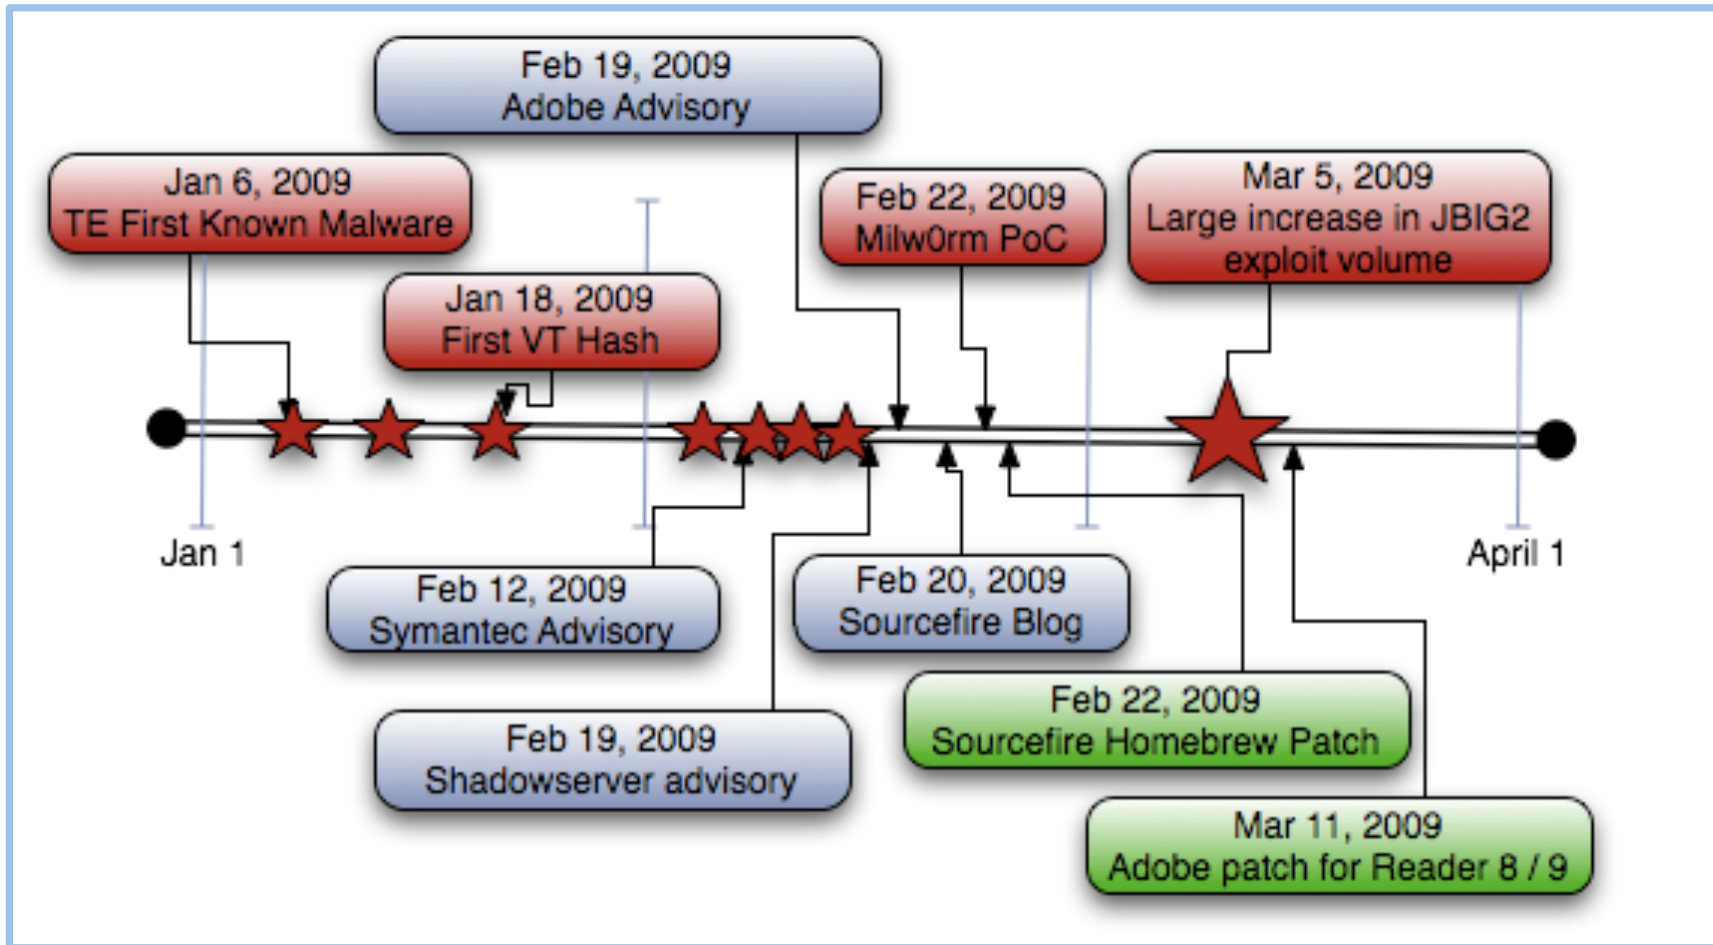 Feb 19, 2009
Adobe Advisory
Jan 6, 2009
TE First Known Malware
Feb 22, 2009
Milw0rm PoC
Mar 5, 2009
Large increase in JBIG2
exploit volume
Jan 18, 2009
First VT Hash
Jan 1
April 1
Feb 12, 2009
Symantec Advisory
Feb 20, 2009
Sourcefire Blog
Feb 22, 2009
Sourcefire Homebrew Patch
Feb 19, 2009
Shadowserver advisory
Mar 11, 2009
Adobe patch for Reader 8 / 9